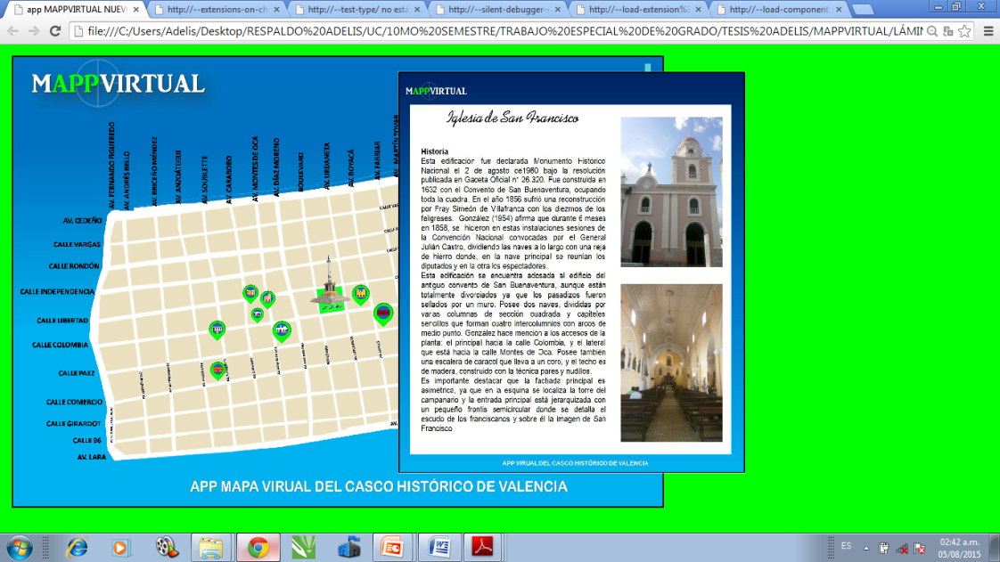 app MAPPVIRTUAL NUEV
http://--extensions-on-ch
http://--test-type/ no está
http://--silent-debugger-
http://--load-extension%
http://--load-component
file:///C:/Users/Adelis/Desktop/RESPALDO%20ADELIS/UC/10MO%20SEMESTRE/TRABAJO%20ESPECIAL%20DE%20GRADO/TESIS%20ADELIS/MAPPVIRTUAL/LÁMIN
MAPPVIRTUAL
AV. FERNANDO FIGUEREDO
AV. ANDRÉS BELLO
AV. BRICEÑO MÉNDEZ
AV. ANZOÁTEGUI
AV. SOUBLETTE
AV. CARABOBO
AV. MONTES DE OCA
AV. DÍAZ MORENO
BOULEVARD
AV. URDANETA
AV. BOYACÁ
AV. FARRIAR
AV. MARTÍN TOVAR
AV. CEDEÑO
CALLE VARGAS
CALLE RONDÓN
CALLE INDEPENDENCIA
CALLE LIBERTAD
CALLE COLOMBIA
CALLE PAEZ
CALLE COMERCIO
CALLE GIRARDOT
CALLE 96
AV. LARA
APP MAPA VIRUAL DEL CASCO HISTÓRICO DE VALENCIA
MAPPVIRTUAL
Iglesia de San Francisco
Historia
Esta edificación fue declarada Monumento Histórico
Nacional el 2 de agosto de1980 bajo la resolución
publicada en Gaceta Oficial n° 26.320. Fue construida en
1632 con el Convento de San Buenaventura, ocupando
toda la cuadra. En el año 1856 sufrió una reconstrucción
por Fray Simeón de Villafranca con los diezmos de los
feligreses. González (1954) afirma que durante 6 meses
en 1858, se hicieron en estas instalaciones sesiones de
la Convención Nacional convocadas por el General
Julián Castro, dividiendo las naves a lo largo con una reja
de hierro donde, en la nave principal se reunían los
diputados y en la otra los espectadores.
Esta edificación se encuentra adosada al edificio del
antiguo convento de San Buenaventura, aunque están
totalmente divorciados ya que los pasadizos fueron
sellados por un muro. Posee dos naves, divididas por
varias columnas de sección cuadrada y capiteles
sencillos que forman cuatro intercolumnios con arcos de
medio punto. González hace mención a los accesos de la
planta: el principal hacia la calle Colombia, y el lateral
que está hacia la calle Montes de Oca. Posee también
una escalera de caracol que lleva a un coro, y el techo es
de madera, construido con la técnica pares y nudillos.
Es importante destacar que la fachada principal es
asimétrica, ya que en la esquina se localiza la torre del
campanario y la entrada principal está jerarquizada con
un pequeño frontis semicircular donde se detalla el
escudo de los franciscanos y sobre él la imagen de San
Francisco
APP VIRUAL DEL CASCO HISTÓRICO DE VALENCIA
ES
02:42 a.m.
05/08/2015